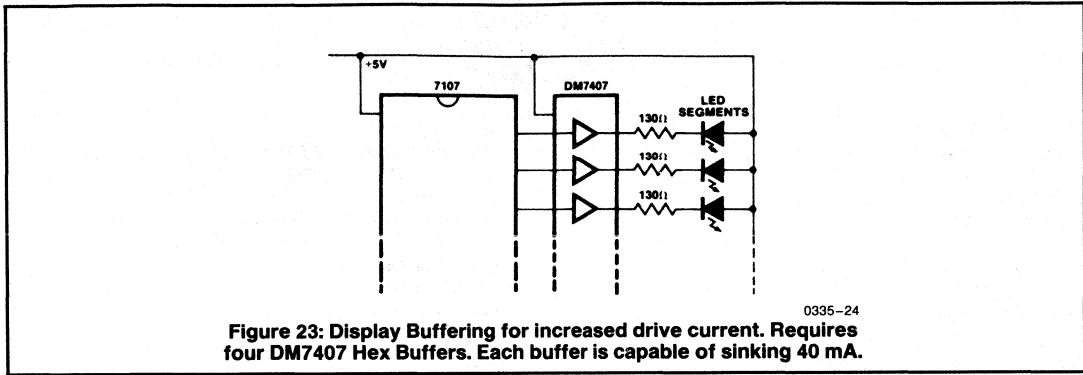 +5V
7107
DM7407
LED
SEGMENTS
130Ω
130Ω
130Ω
0335–24
Figure 23: Display Buffering for increased drive current. Requires
four DM7407 Hex Buffers. Each buffer is capable of sinking 40 mA.